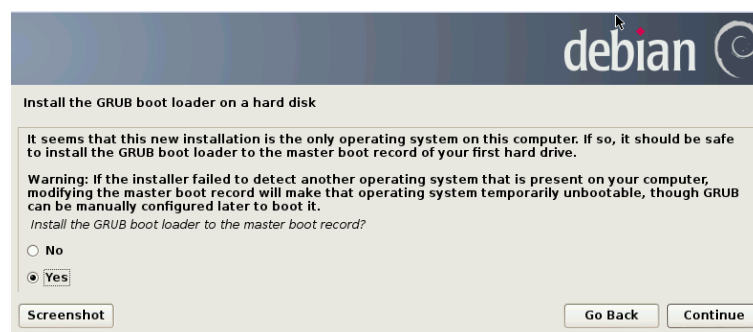 debian
Install the GRUB boot loader on a hard disk
It seems that this new installation is the only operating system on this computer. If so, it should be safe
to install the GRUB boot loader to the master boot record of your first hard drive.
Warning: If the installer failed to detect another operating system that is present on your computer,
modifying the master boot record will make that operating system temporarily unbootable, though GRUB
can be manually configured later to boot it.
Install the GRUB boot loader to the master boot record?
No
Yes
Screenshot
Go Back
Continue